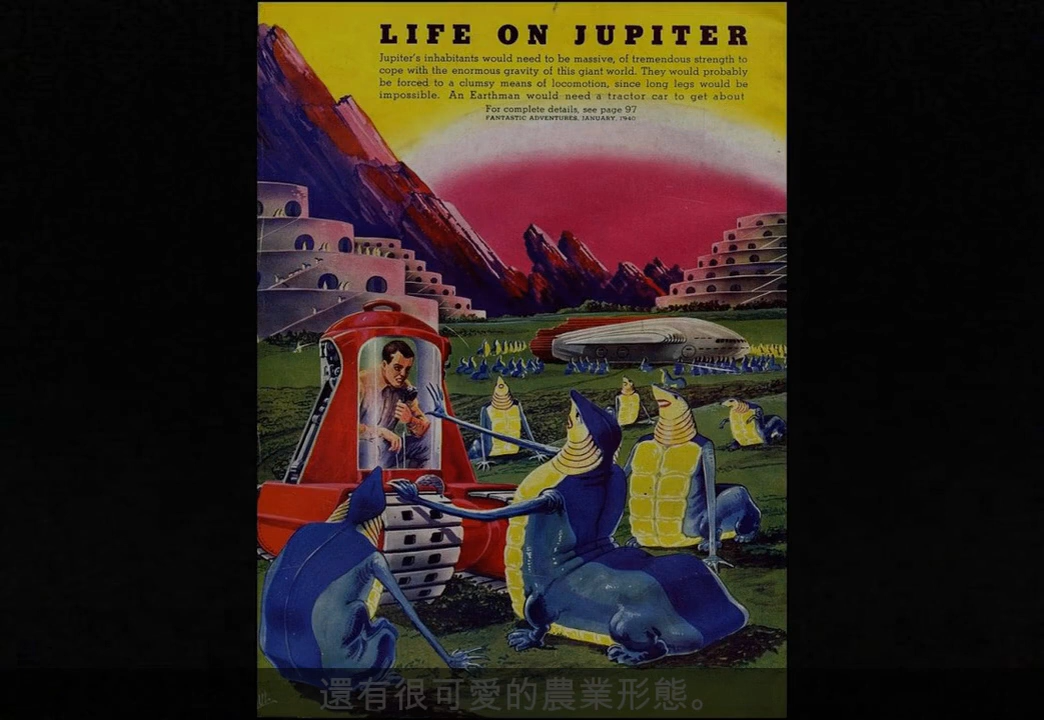 LIFE ON JUPITER
Jupiter's inhabitants would need to be massive, of tremendous strength to
cope with the enormous gravity of this giant world. They would probably
be forced to a clumsy means of locomotion, since long legs would be
impossible. An Earthman would need a tractor car to get about
For complete details, see page 97
FANTASTIC ADVENTURES, JANUARY, 1940
還有很可愛的農業形態。